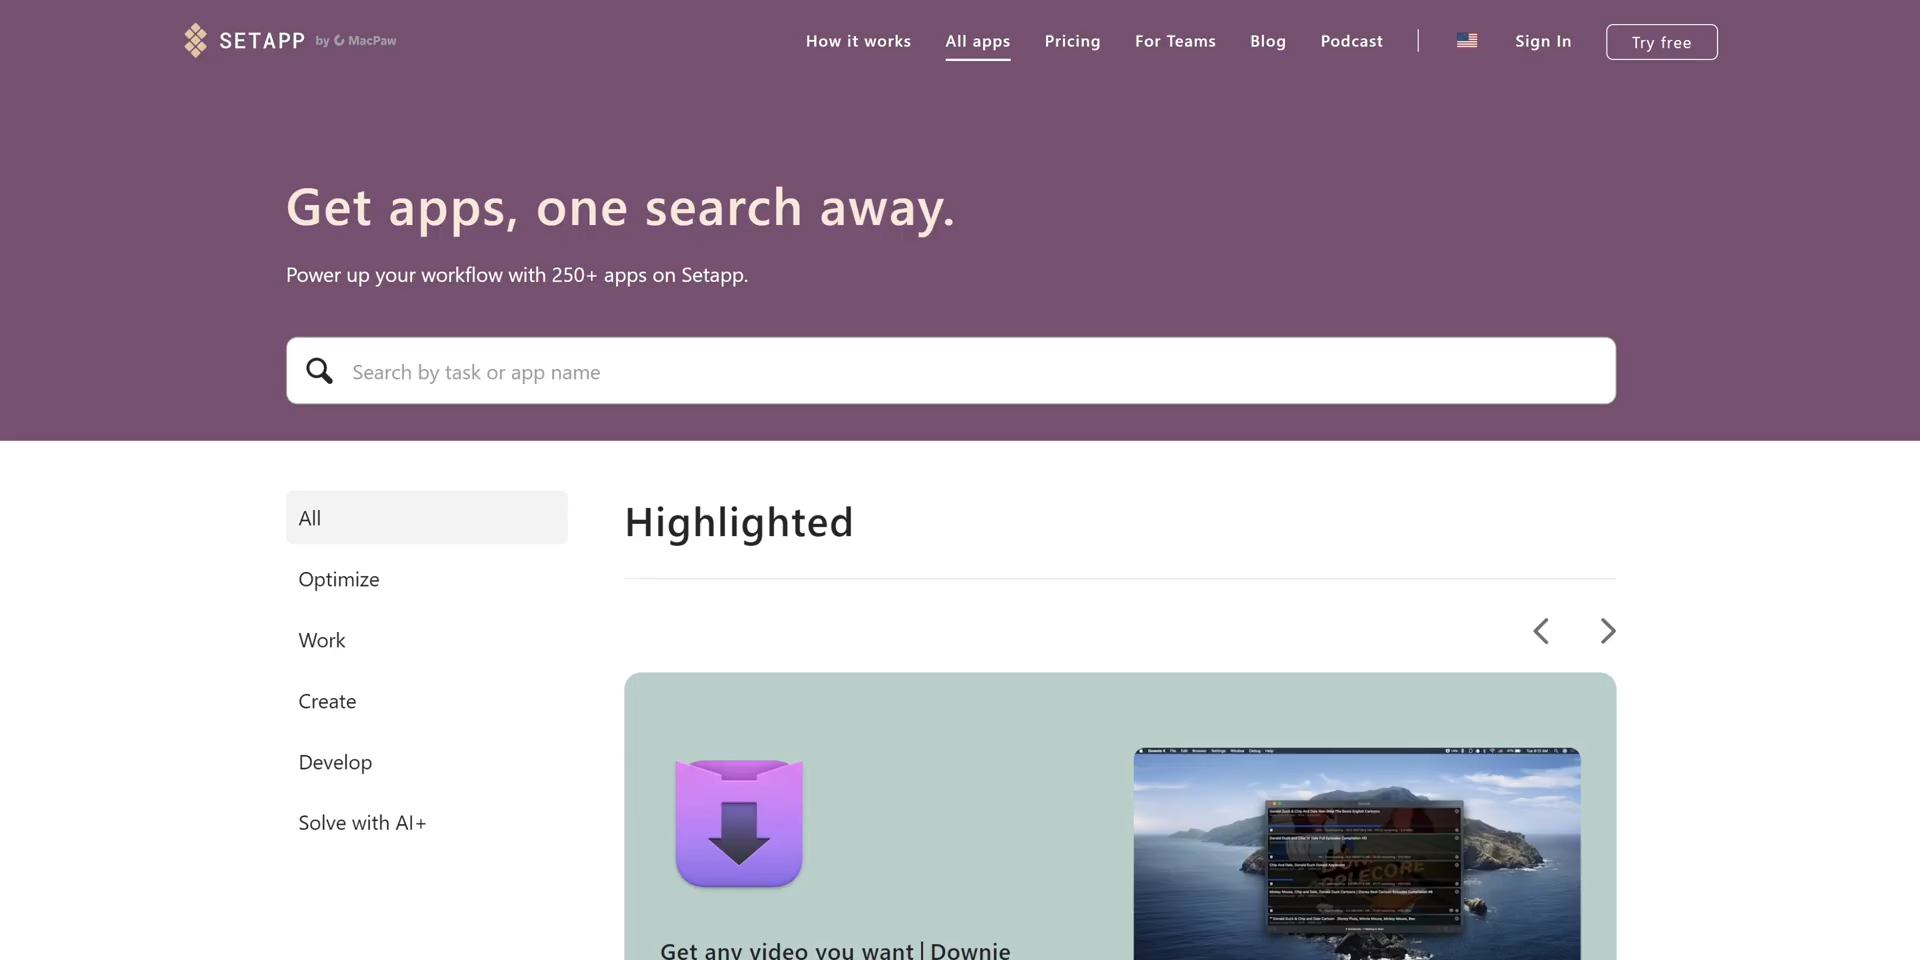 SETAPP by MacPaw
How it works
All apps
Pricing
For Teams
Blog
Podcast
Sign In
Try free
Get apps, one search away.
Power up your workflow with 250+ apps on Setapp.
Search by task or app name
All
Optimize
Work
Create
Develop
Solve with AI+
Highlighted
Get any video you want | Downie